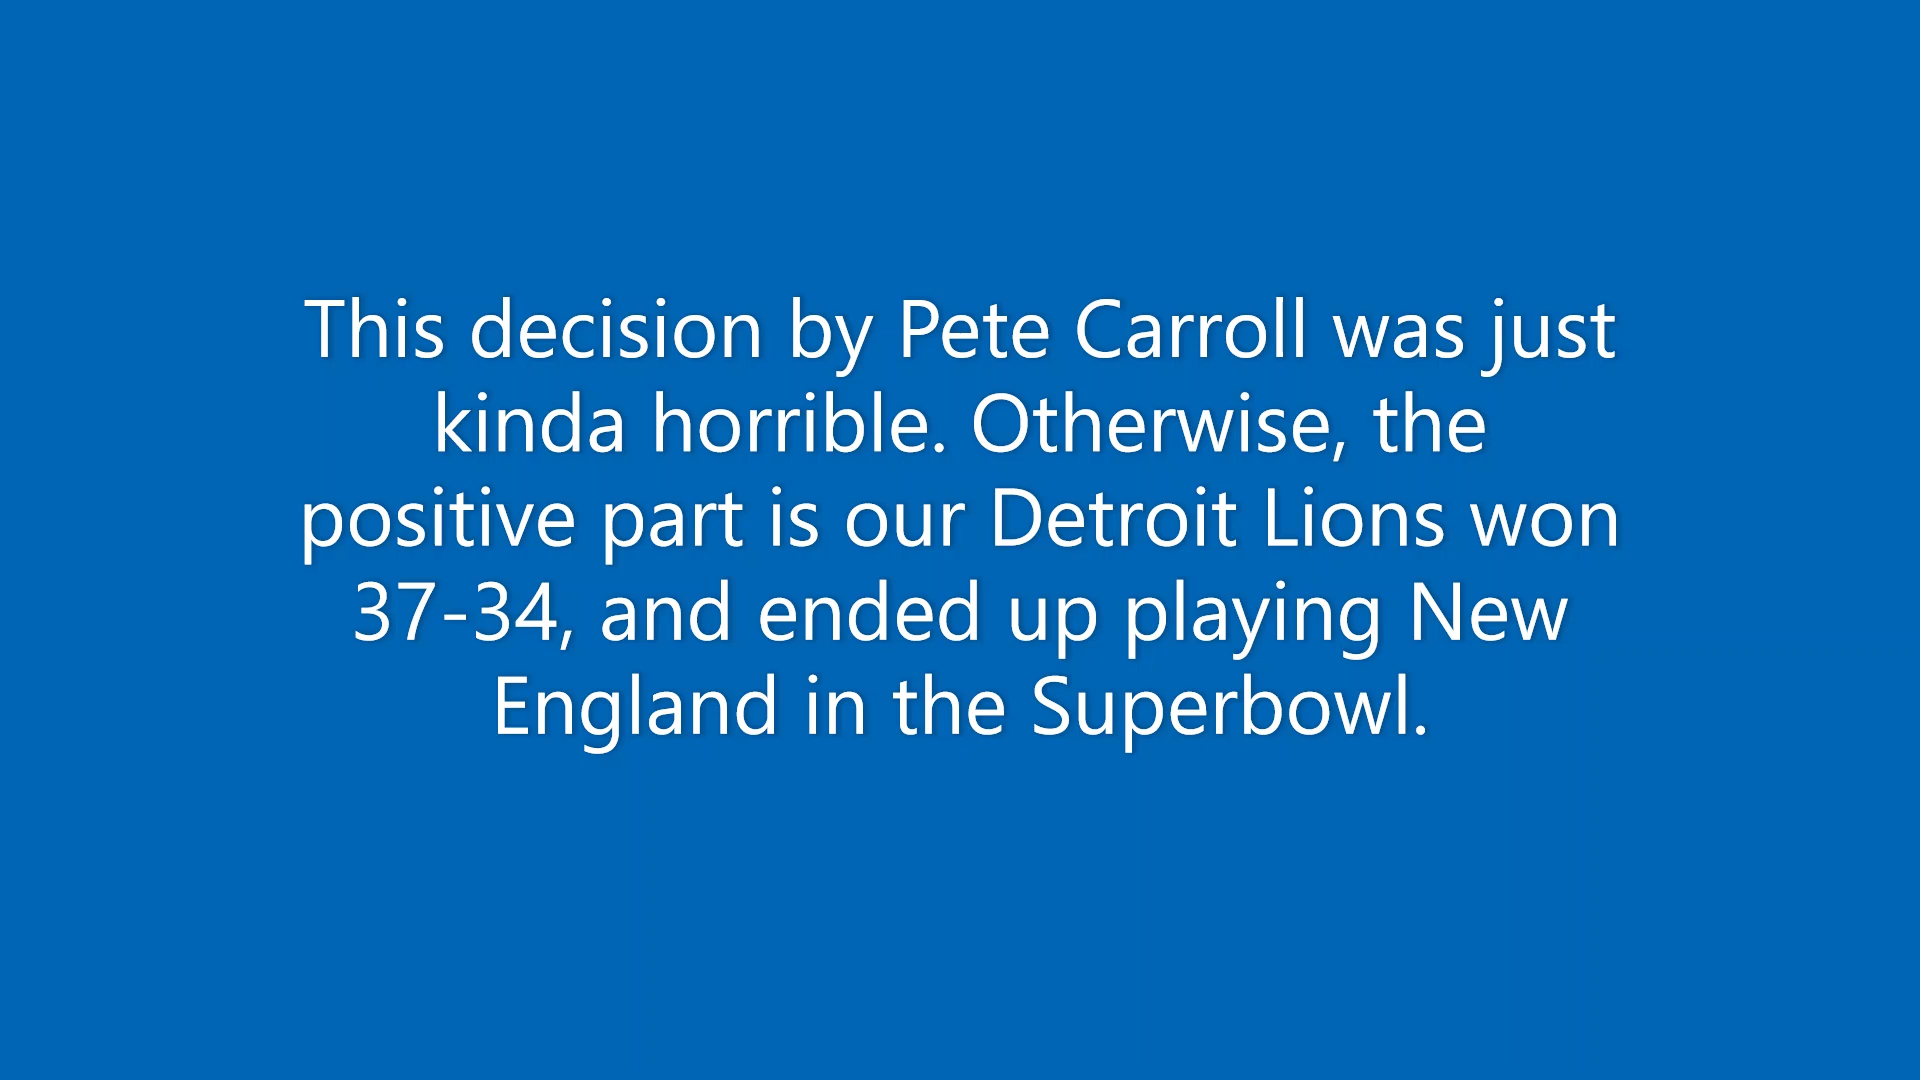 This decision by Pete Carroll was just
kinda horrible. Otherwise, the
positive part is our Detroit Lions won
37-34, and ended up playing New
England in the Superbowl.